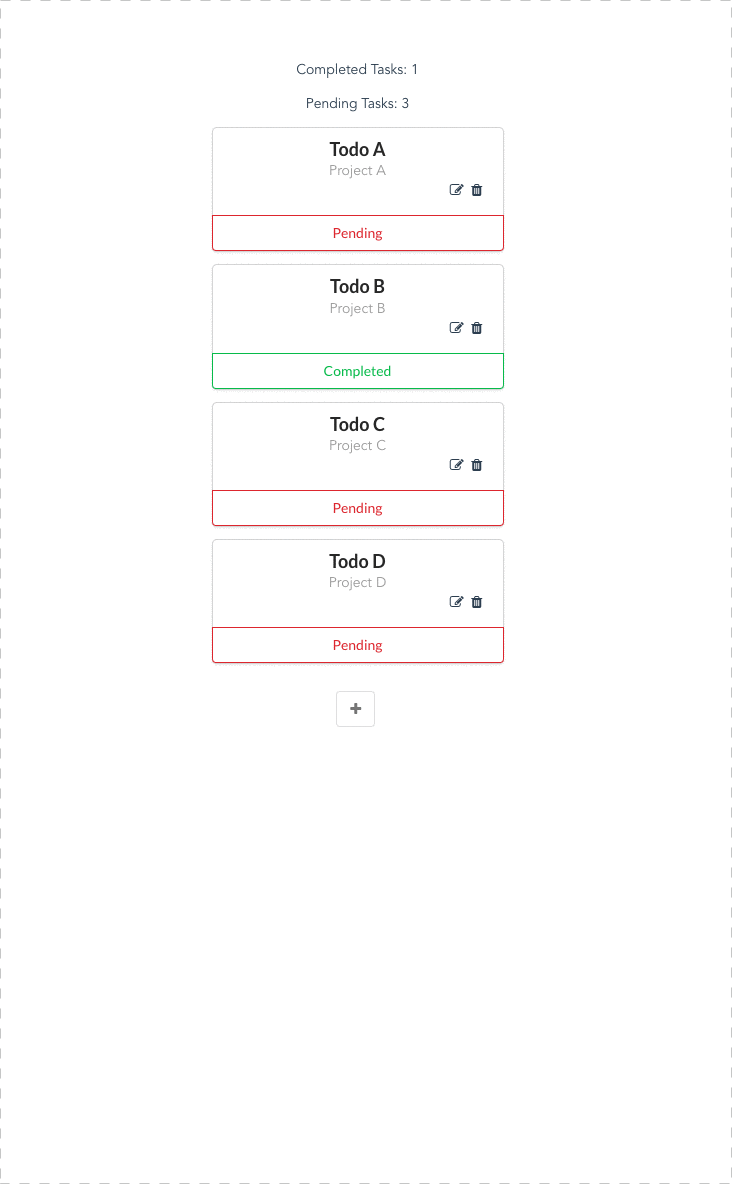 Completed Tasks: 1
Pending Tasks: 3
Todo A
Project A
Pending
Todo B
Project B
Completed
Todo C
Project C
Pending
Todo D
Project D
Pending
+